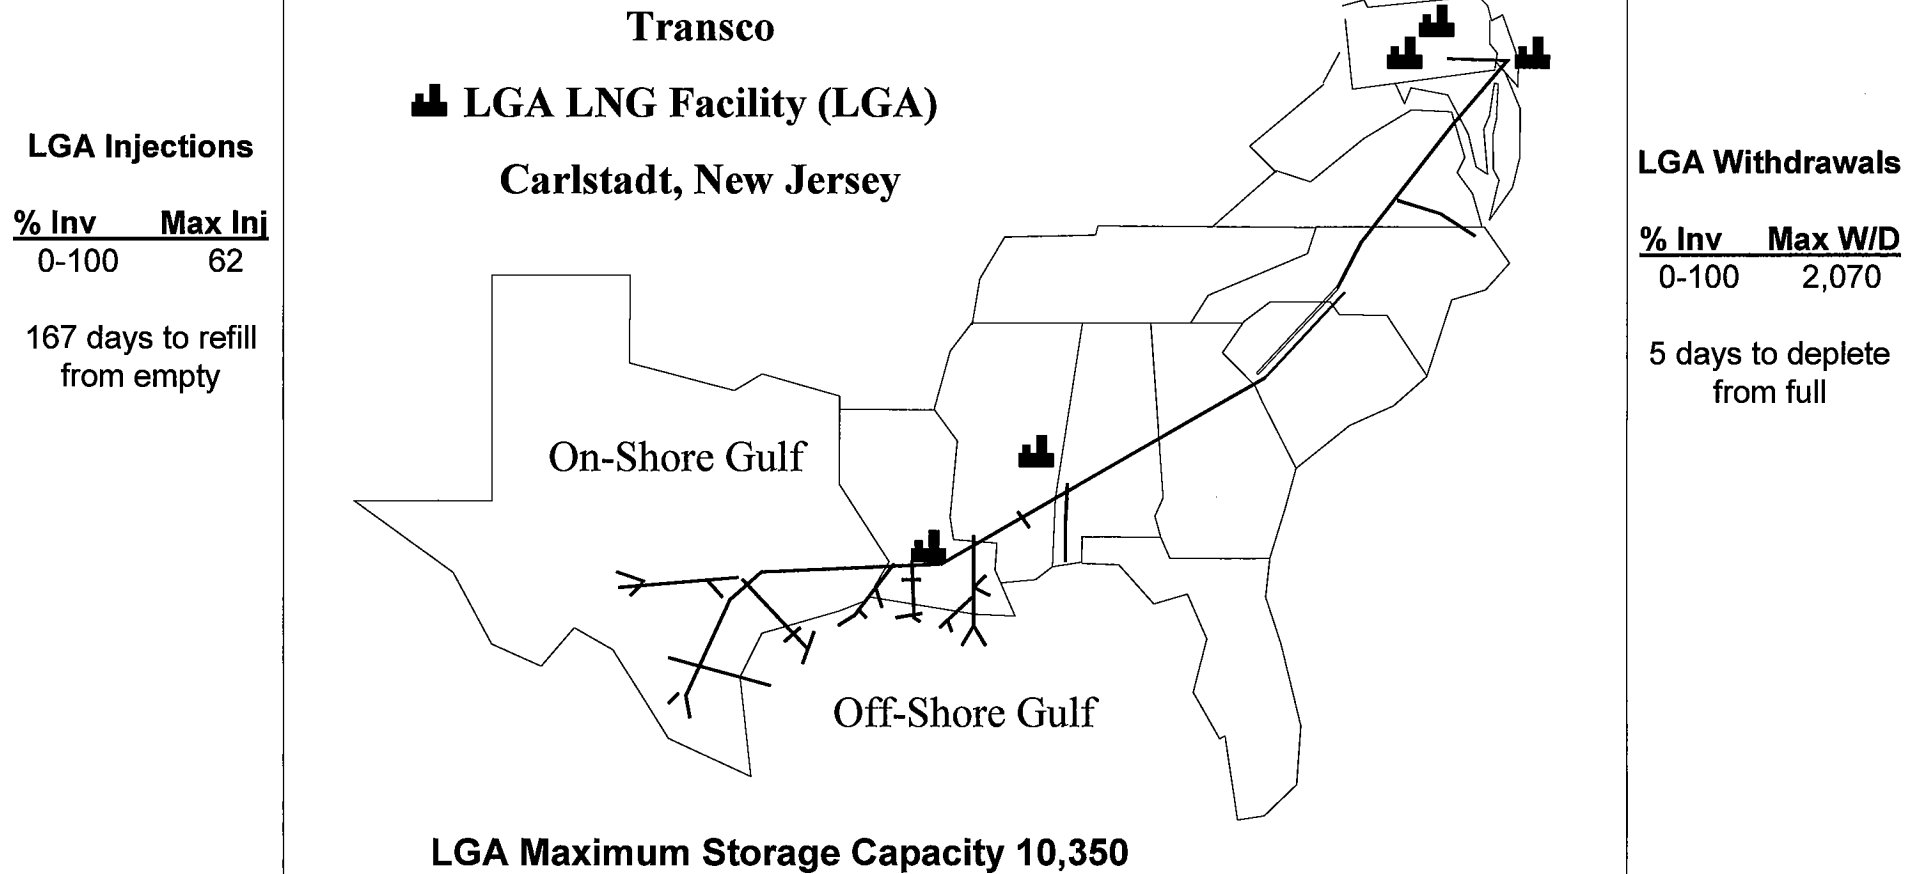 Transco
LGA LNG Facility (LGA)
Carlstadt, New Jersey
LGA Injections
% Inv Max Inj
0-100 62
167 days to refill
from empty
LGA Withdrawals
% Inv Max W/D
0-100 2,070
5 days to deplete
from full
On-Shore Gulf
Off-Shore Gulf
LGA Maximum Storage Capacity 10,350